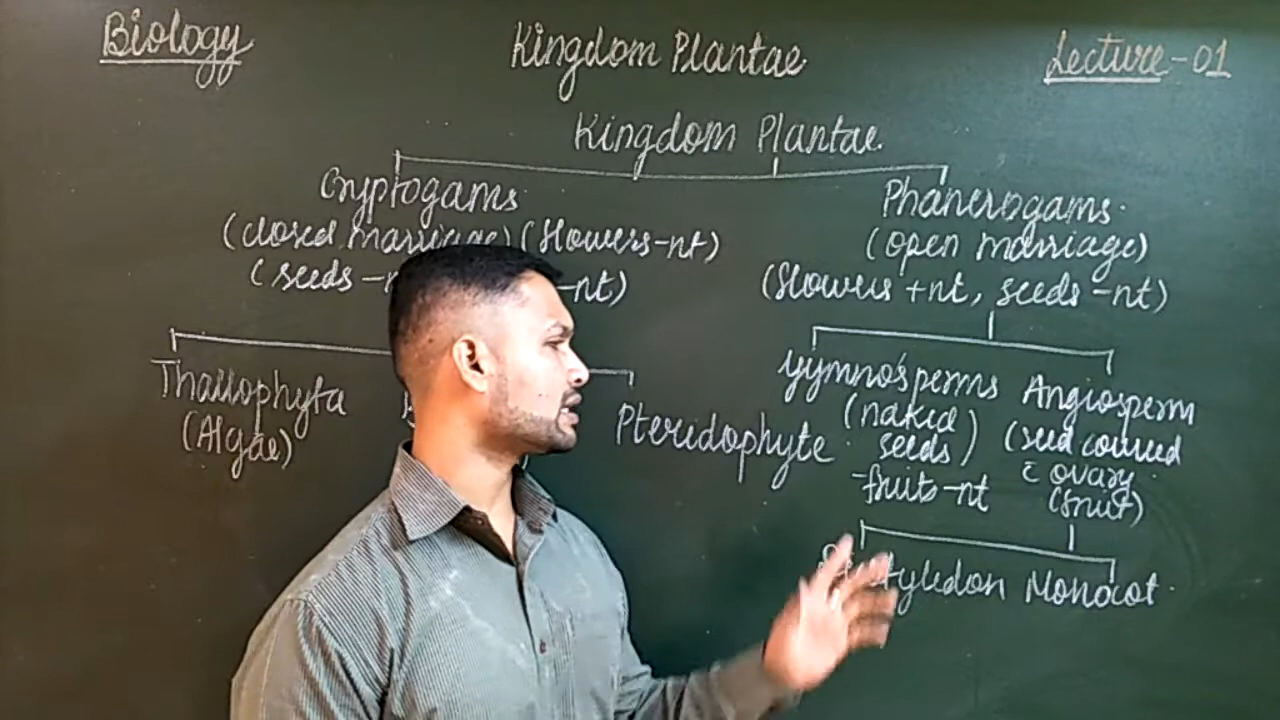 Biology
Kingdom Plantae
Lecture-01
Kingdom Plantae.
Cryptogams
(closed marriage) (flowers-nt)
(seeds -nt)
Phanerogams.
(open marriage)
(flowers +nt, seeds -nt)
Thallophyta
(Algae)
Pteridophyte
Gymnosperms
(naked seeds)
-fruits-nt
Angiosperm
(seed covered
c̄ ovary
(fruit)
tyledon
Monocot.